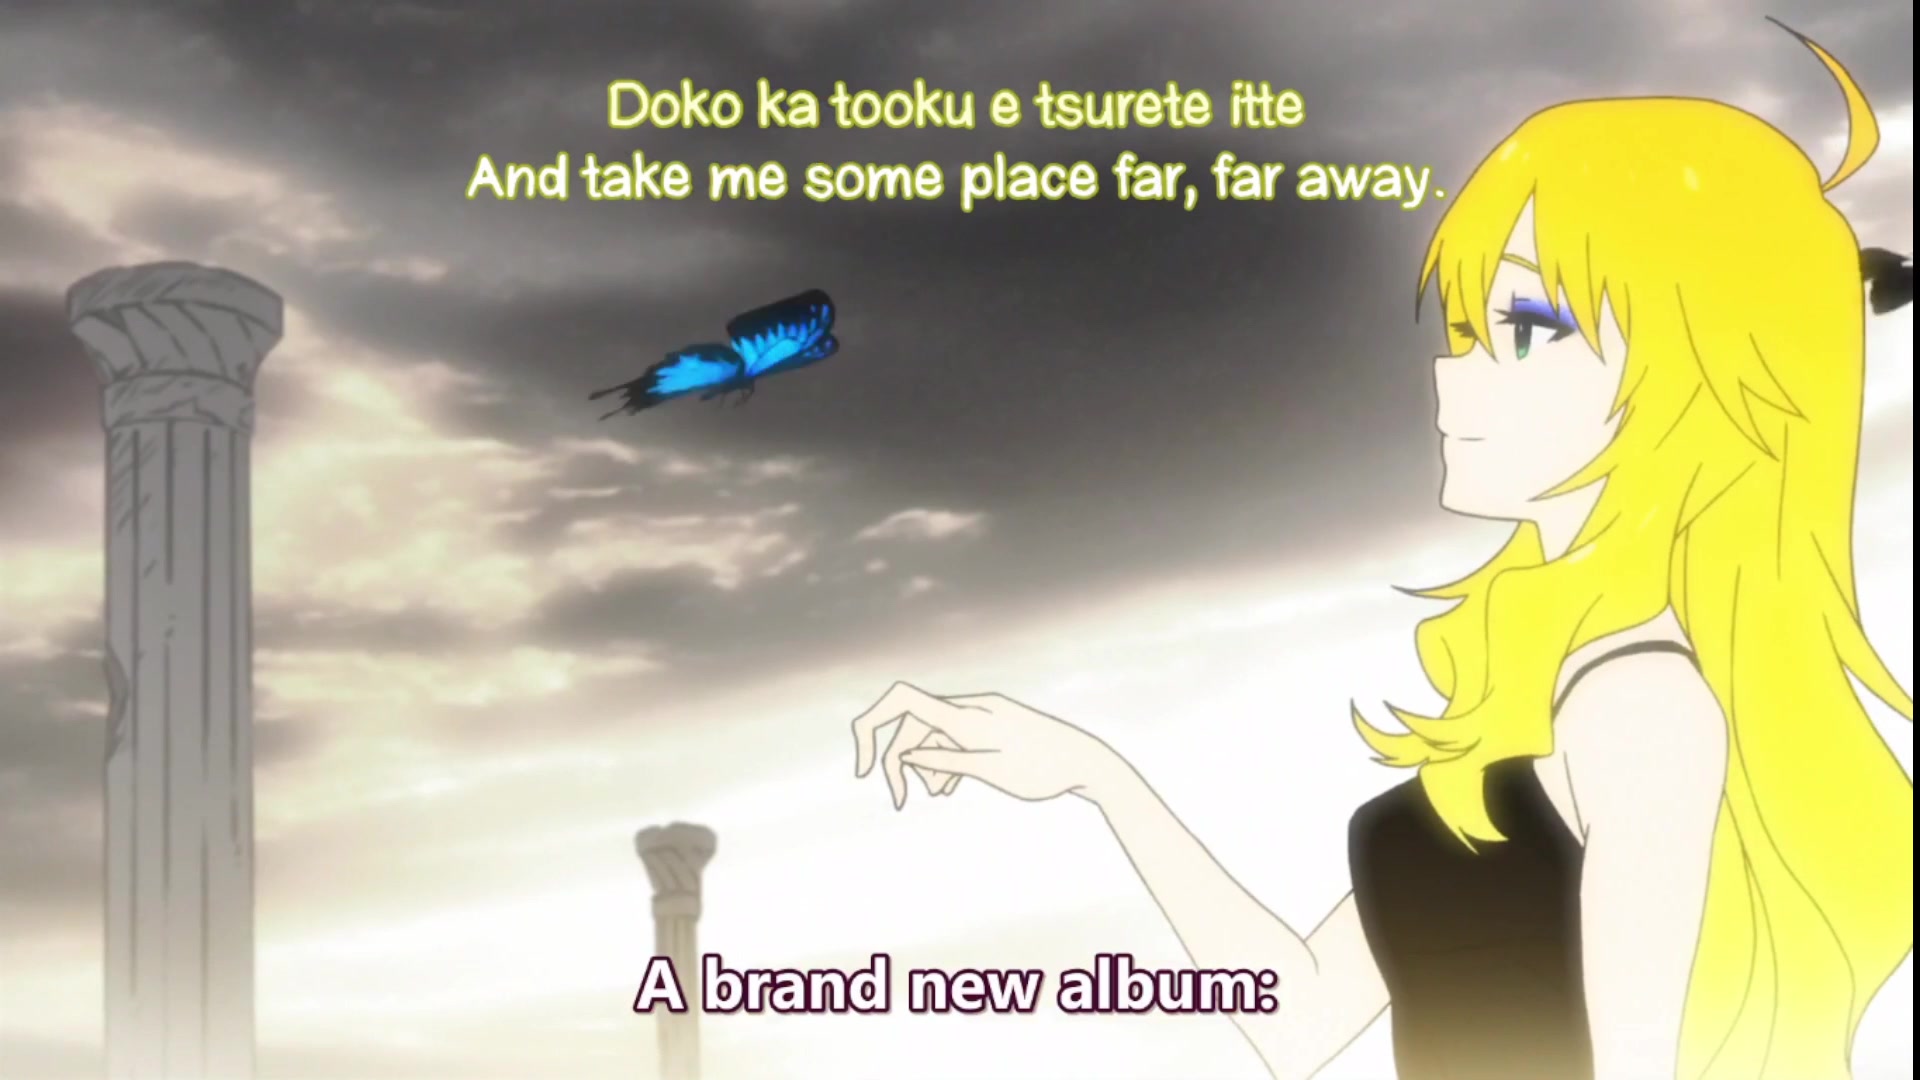 Doko ka tooku e tsurete itte
And take me some place far, far away.
A brand new album: